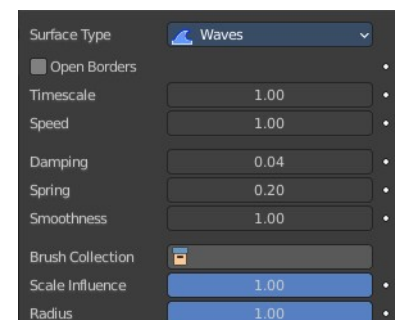 Surface Type Waves
Open Borders
Timescale 1.00
Speed 1.00
Damping 0.04
Spring 0.20
Smoothness 1.00
Brush Collection
Scale Influence 1.00
Radius 1.00